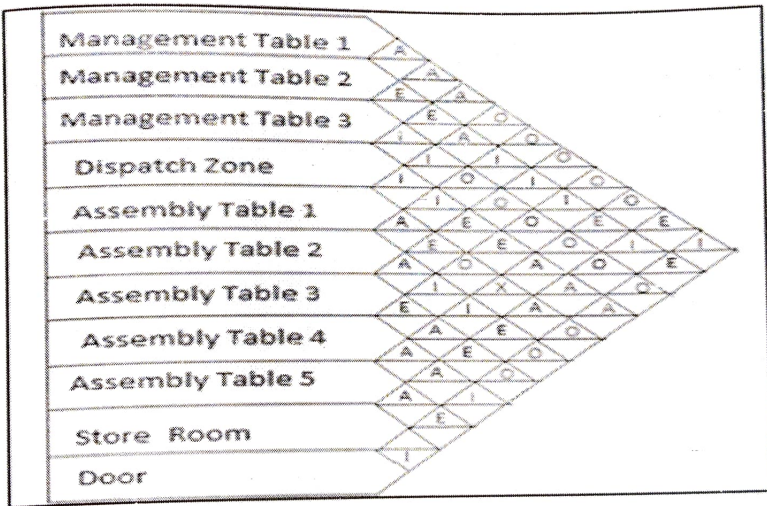 Management Table 1
A
A
Management Table 2
E A
E O
Management Table 3
I A O
I I O
Dispatch Zone
I O I O
I O I O
Assembly Table 1
A E O E E
E E O I I
Assembly Table 2
A O A O E
I X A O
Assembly Table 3
E I A A
A E O
Assembly Table 4
A E O
A O
Assembly Table 5
A I
E
Store Room
I
Door